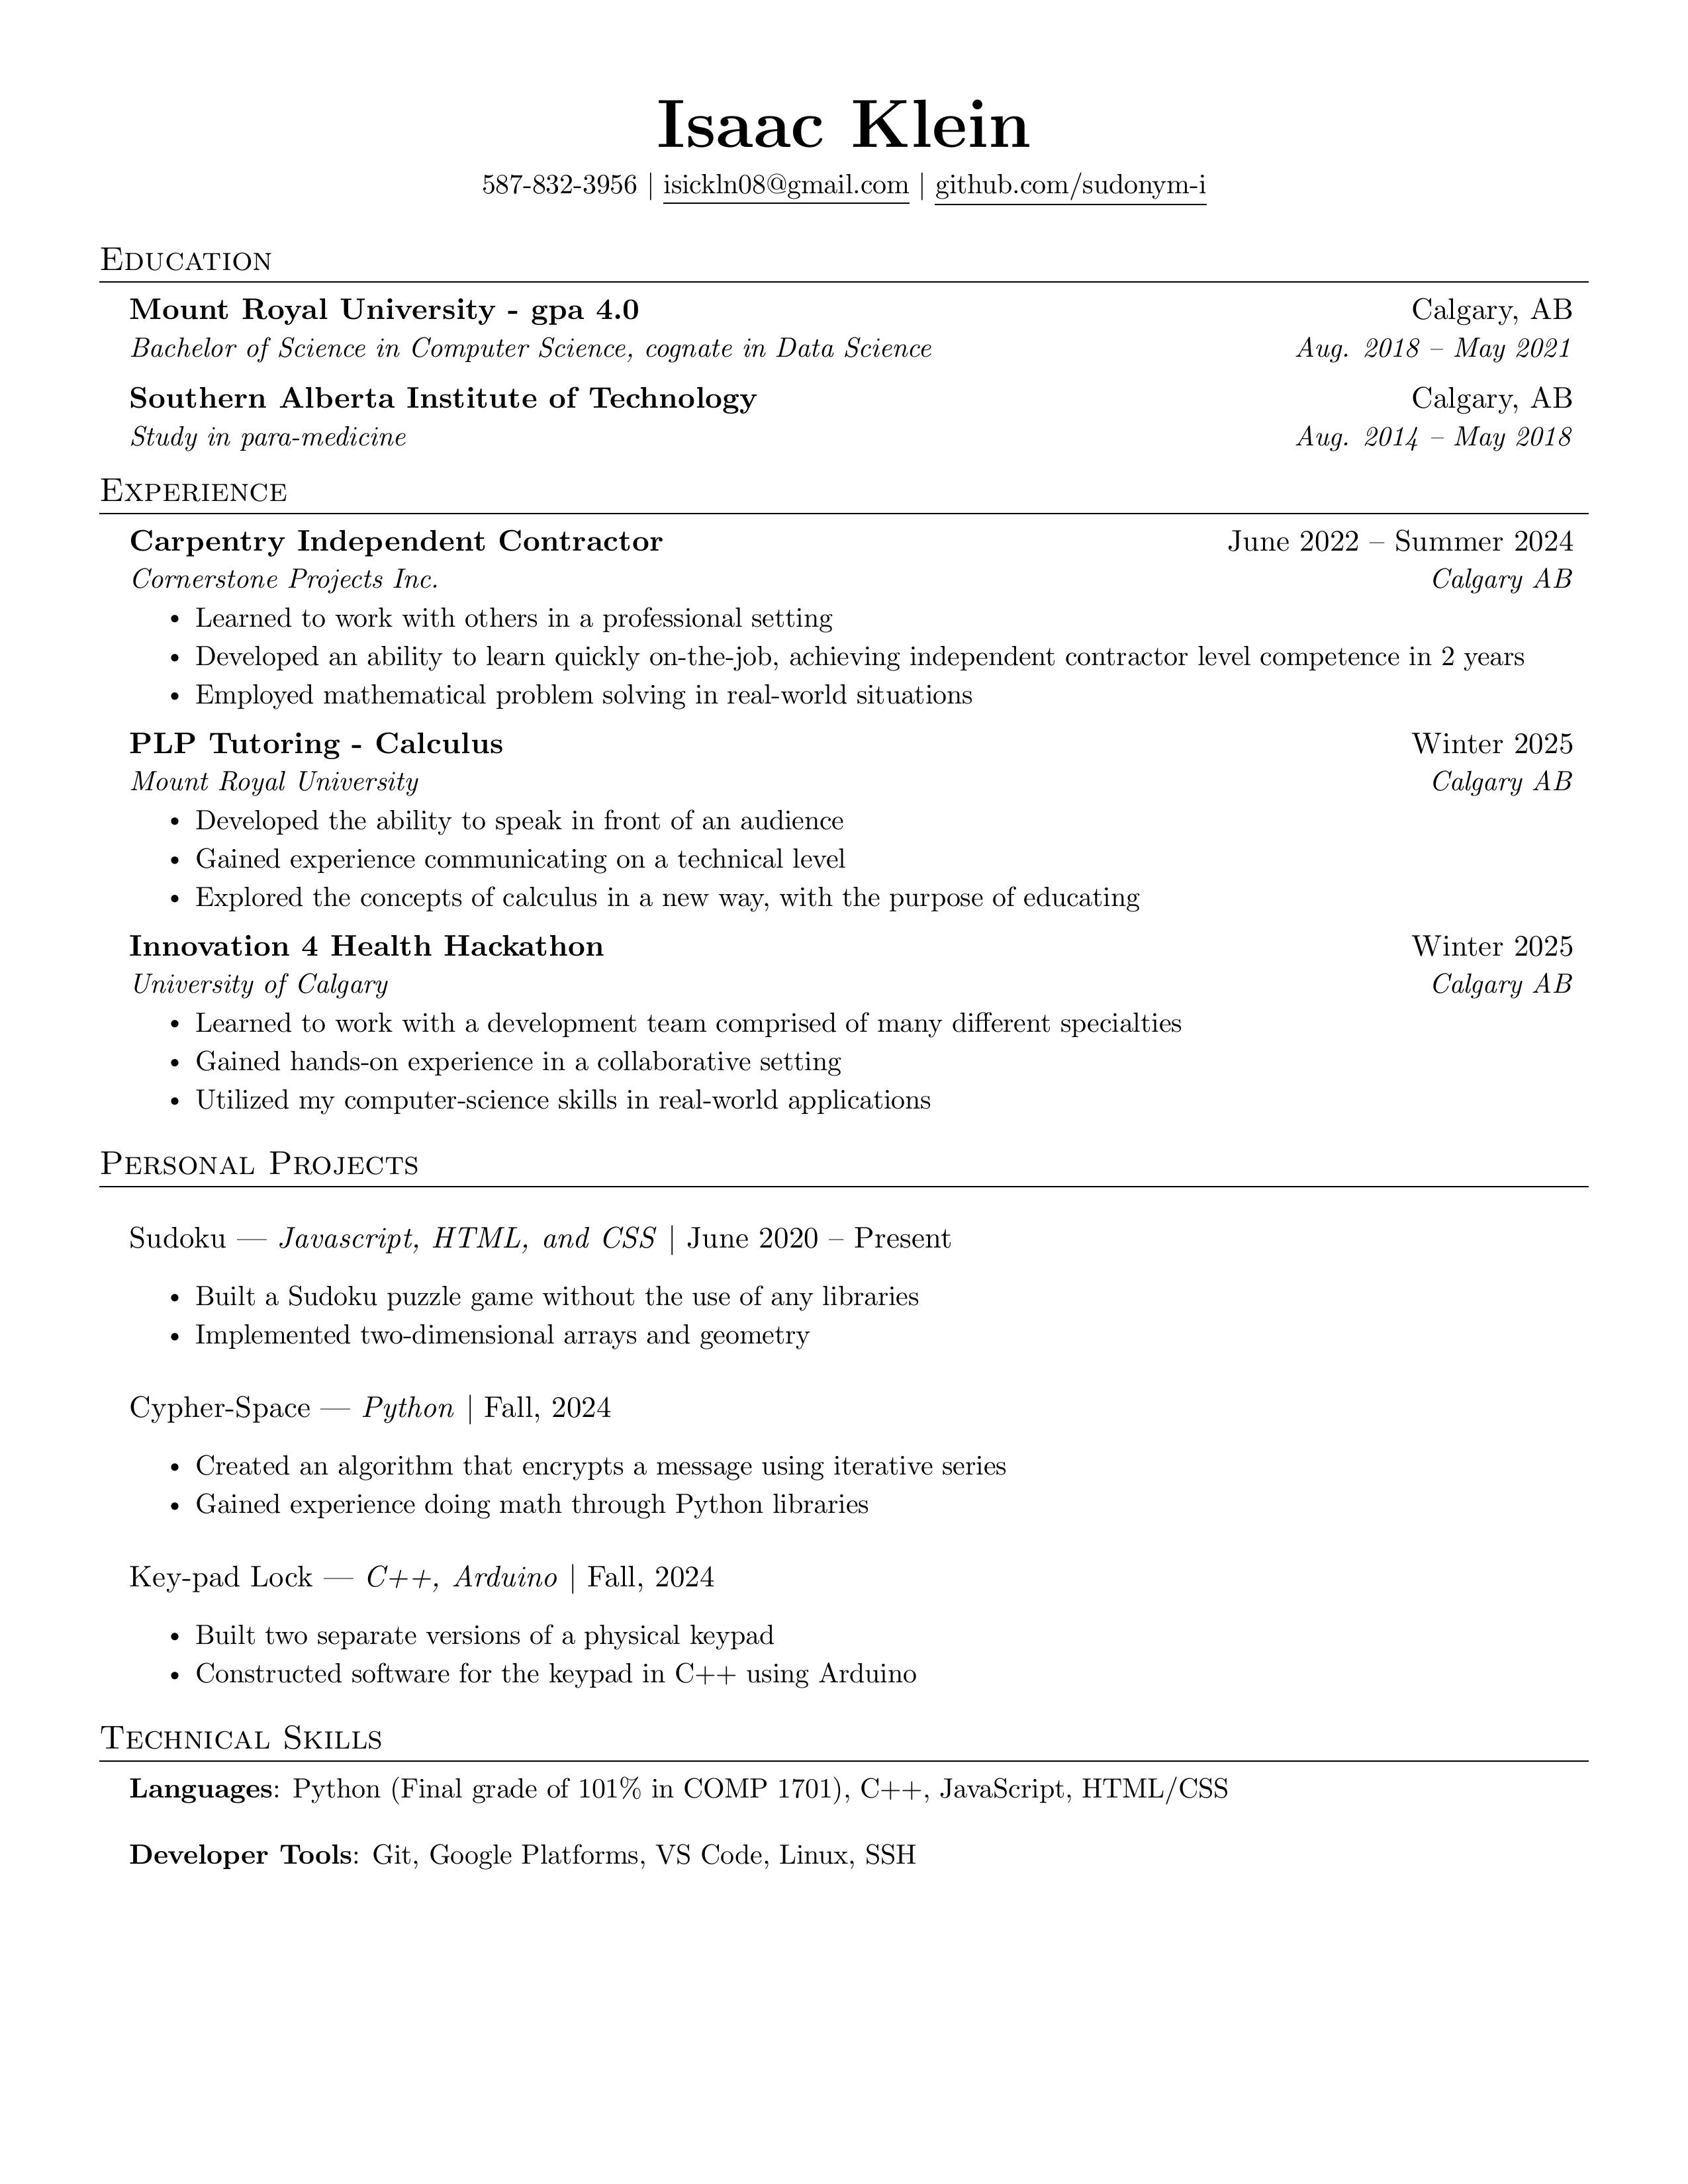 Isaac Klein
587-832-3956 | isickln08@gmail.com | github.com/sudonym-i
Education
Mount Royal University - gpa 4.0 Calgary, AB
Bachelor of Science in Computer Science, cognate in Data Science Aug. 2018 – May 2021
Southern Alberta Institute of Technology Calgary, AB
Study in para-medicine Aug. 2014 – May 2018
Experience
Carpentry Independent Contractor June 2022 – Summer 2024
Cornerstone Projects Inc. Calgary AB
• Learned to work with others in a professional setting
• Developed an ability to learn quickly on-the-job, achieving independent contractor level competence in 2 years
• Employed mathematical problem solving in real-world situations
PLP Tutoring - Calculus Winter 2025
Mount Royal University Calgary AB
• Developed the ability to speak in front of an audience
• Gained experience communicating on a technical level
• Explored the concepts of calculus in a new way, with the purpose of educating
Innovation 4 Health Hackathon Winter 2025
University of Calgary Calgary AB
• Learned to work with a development team comprised of many different specialties
• Gained hands-on experience in a collaborative setting
• Utilized my computer-science skills in real-world applications
Personal Projects
Sudoku — Javascript, HTML, and CSS | June 2020 – Present
• Built a Sudoku puzzle game without the use of any libraries
• Implemented two-dimensional arrays and geometry
Cypher-Space — Python | Fall, 2024
• Created an algorithm that encrypts a message using iterative series
• Gained experience doing math through Python libraries
Key-pad Lock — C++, Arduino | Fall, 2024
• Built two separate versions of a physical keypad
• Constructed software for the keypad in C++ using Arduino
Technical Skills
Languages: Python (Final grade of 101% in COMP 1701), C++, JavaScript, HTML/CSS
Developer Tools: Git, Google Platforms, VS Code, Linux, SSH